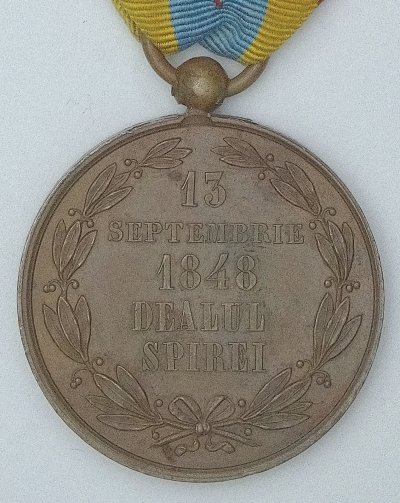 13
SEPTEMBRIE
1848
DEALUL
SPIREI